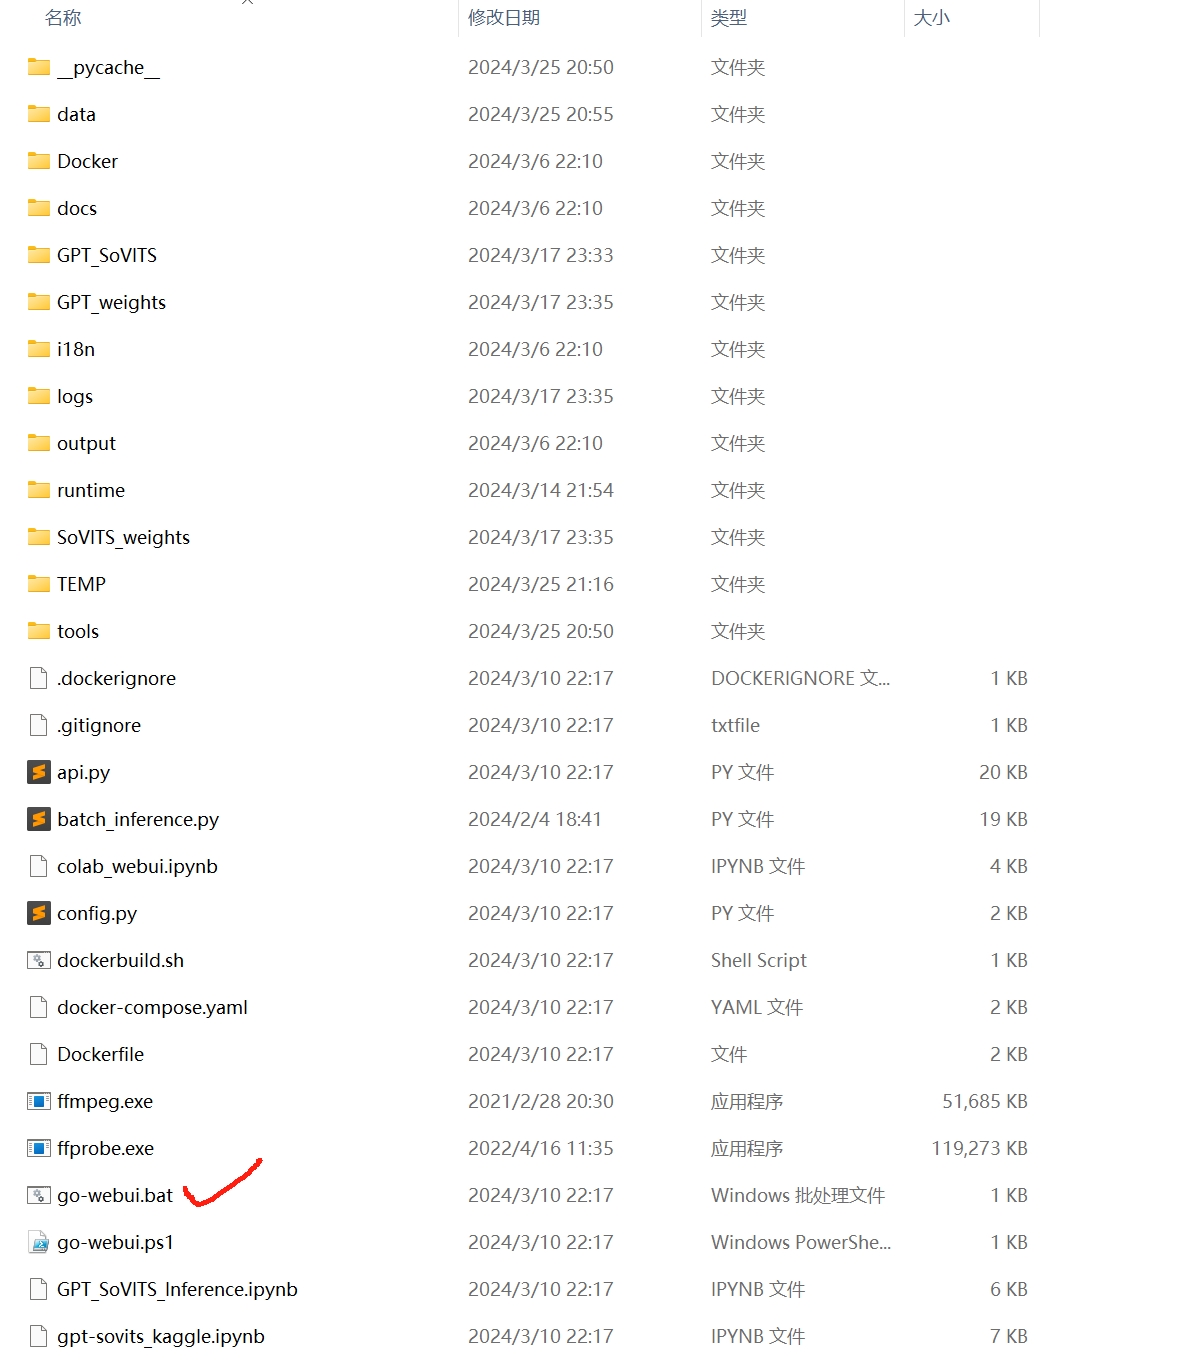 名称 修改日期 类型 大小
__pycache__ 2024/3/25 20:50 文件夹
data 2024/3/25 20:55 文件夹
Docker 2024/3/6 22:10 文件夹
docs 2024/3/6 22:10 文件夹
GPT_SoVITS 2024/3/17 23:33 文件夹
GPT_weights 2024/3/17 23:35 文件夹
i18n 2024/3/6 22:10 文件夹
logs 2024/3/17 23:35 文件夹
output 2024/3/6 22:10 文件夹
runtime 2024/3/14 21:54 文件夹
SoVITS_weights 2024/3/17 23:35 文件夹
TEMP 2024/3/25 21:16 文件夹
tools 2024/3/25 20:50 文件夹
.dockerignore 2024/3/10 22:17 DOCKERIGNORE 文... 1 KB
.gitignore 2024/3/10 22:17 txtfile 1 KB
api.py 2024/3/10 22:17 PY 文件 20 KB
batch_inference.py 2024/2/4 18:41 PY 文件 19 KB
colab_webui.ipynb 2024/3/10 22:17 IPYNB 文件 4 KB
config.py 2024/3/10 22:17 PY 文件 2 KB
dockerbuild.sh 2024/3/10 22:17 Shell Script 1 KB
docker-compose.yaml 2024/3/10 22:17 YAML 文件 2 KB
Dockerfile 2024/3/10 22:17 文件 2 KB
ffmpeg.exe 2021/2/28 20:30 应用程序 51,685 KB
ffprobe.exe 2022/4/16 11:35 应用程序 119,273 KB
go-webui.bat 2024/3/10 22:17 Windows 批处理文件 1 KB
go-webui.ps1 2024/3/10 22:17 Windows PowerShe... 1 KB
GPT_SoVITS_Inference.ipynb 2024/3/10 22:17 IPYNB 文件 6 KB
gpt-sovits_kaggle.ipynb 2024/3/10 22:17 IPYNB 文件 7 KB